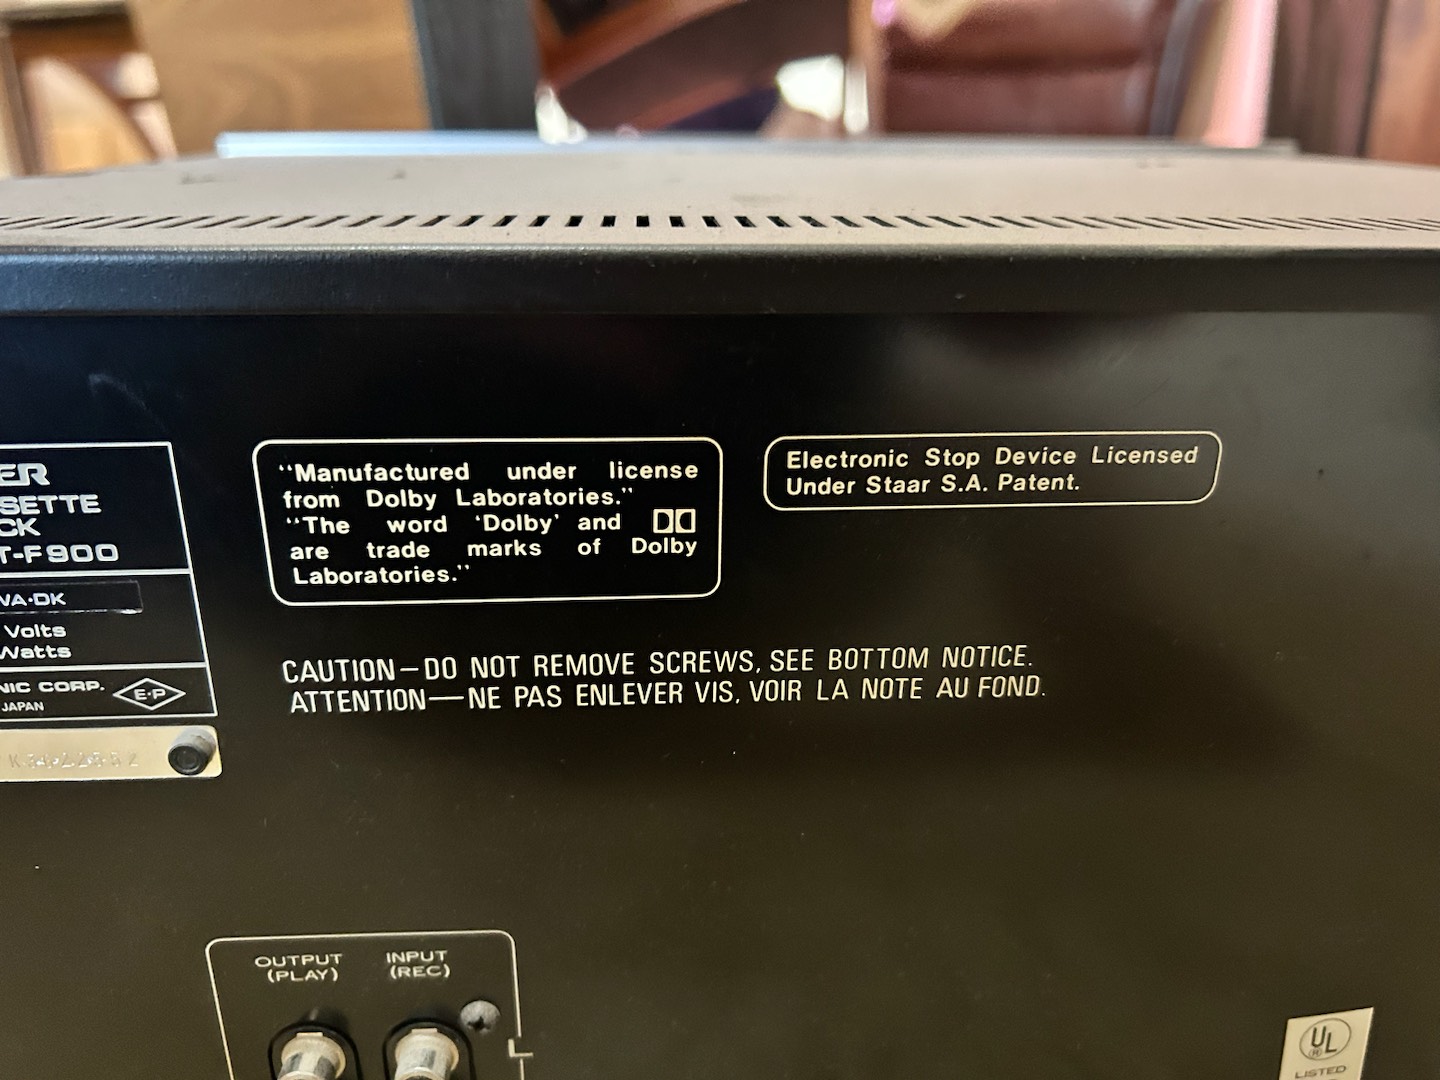 ER
SETTE
CK
T-F900
VA•DK
Volts
Watts
NIC CORP.
JAPAN
E•P
"Manufactured under license
from Dolby Laboratories."
"The word 'Dolby' and
are trade marks of Dolby
Laboratories."
Electronic Stop Device Licensed
Under Staar S.A. Patent.
CAUTION–DO NOT REMOVE SCREWS, SEE BOTTOM NOTICE.
ATTENTION—NE PAS ENLEVER VIS, VOIR LA NOTE AU FOND.
OUTPUT
(PLAY)
INPUT
(REC)
L
UL
LISTED